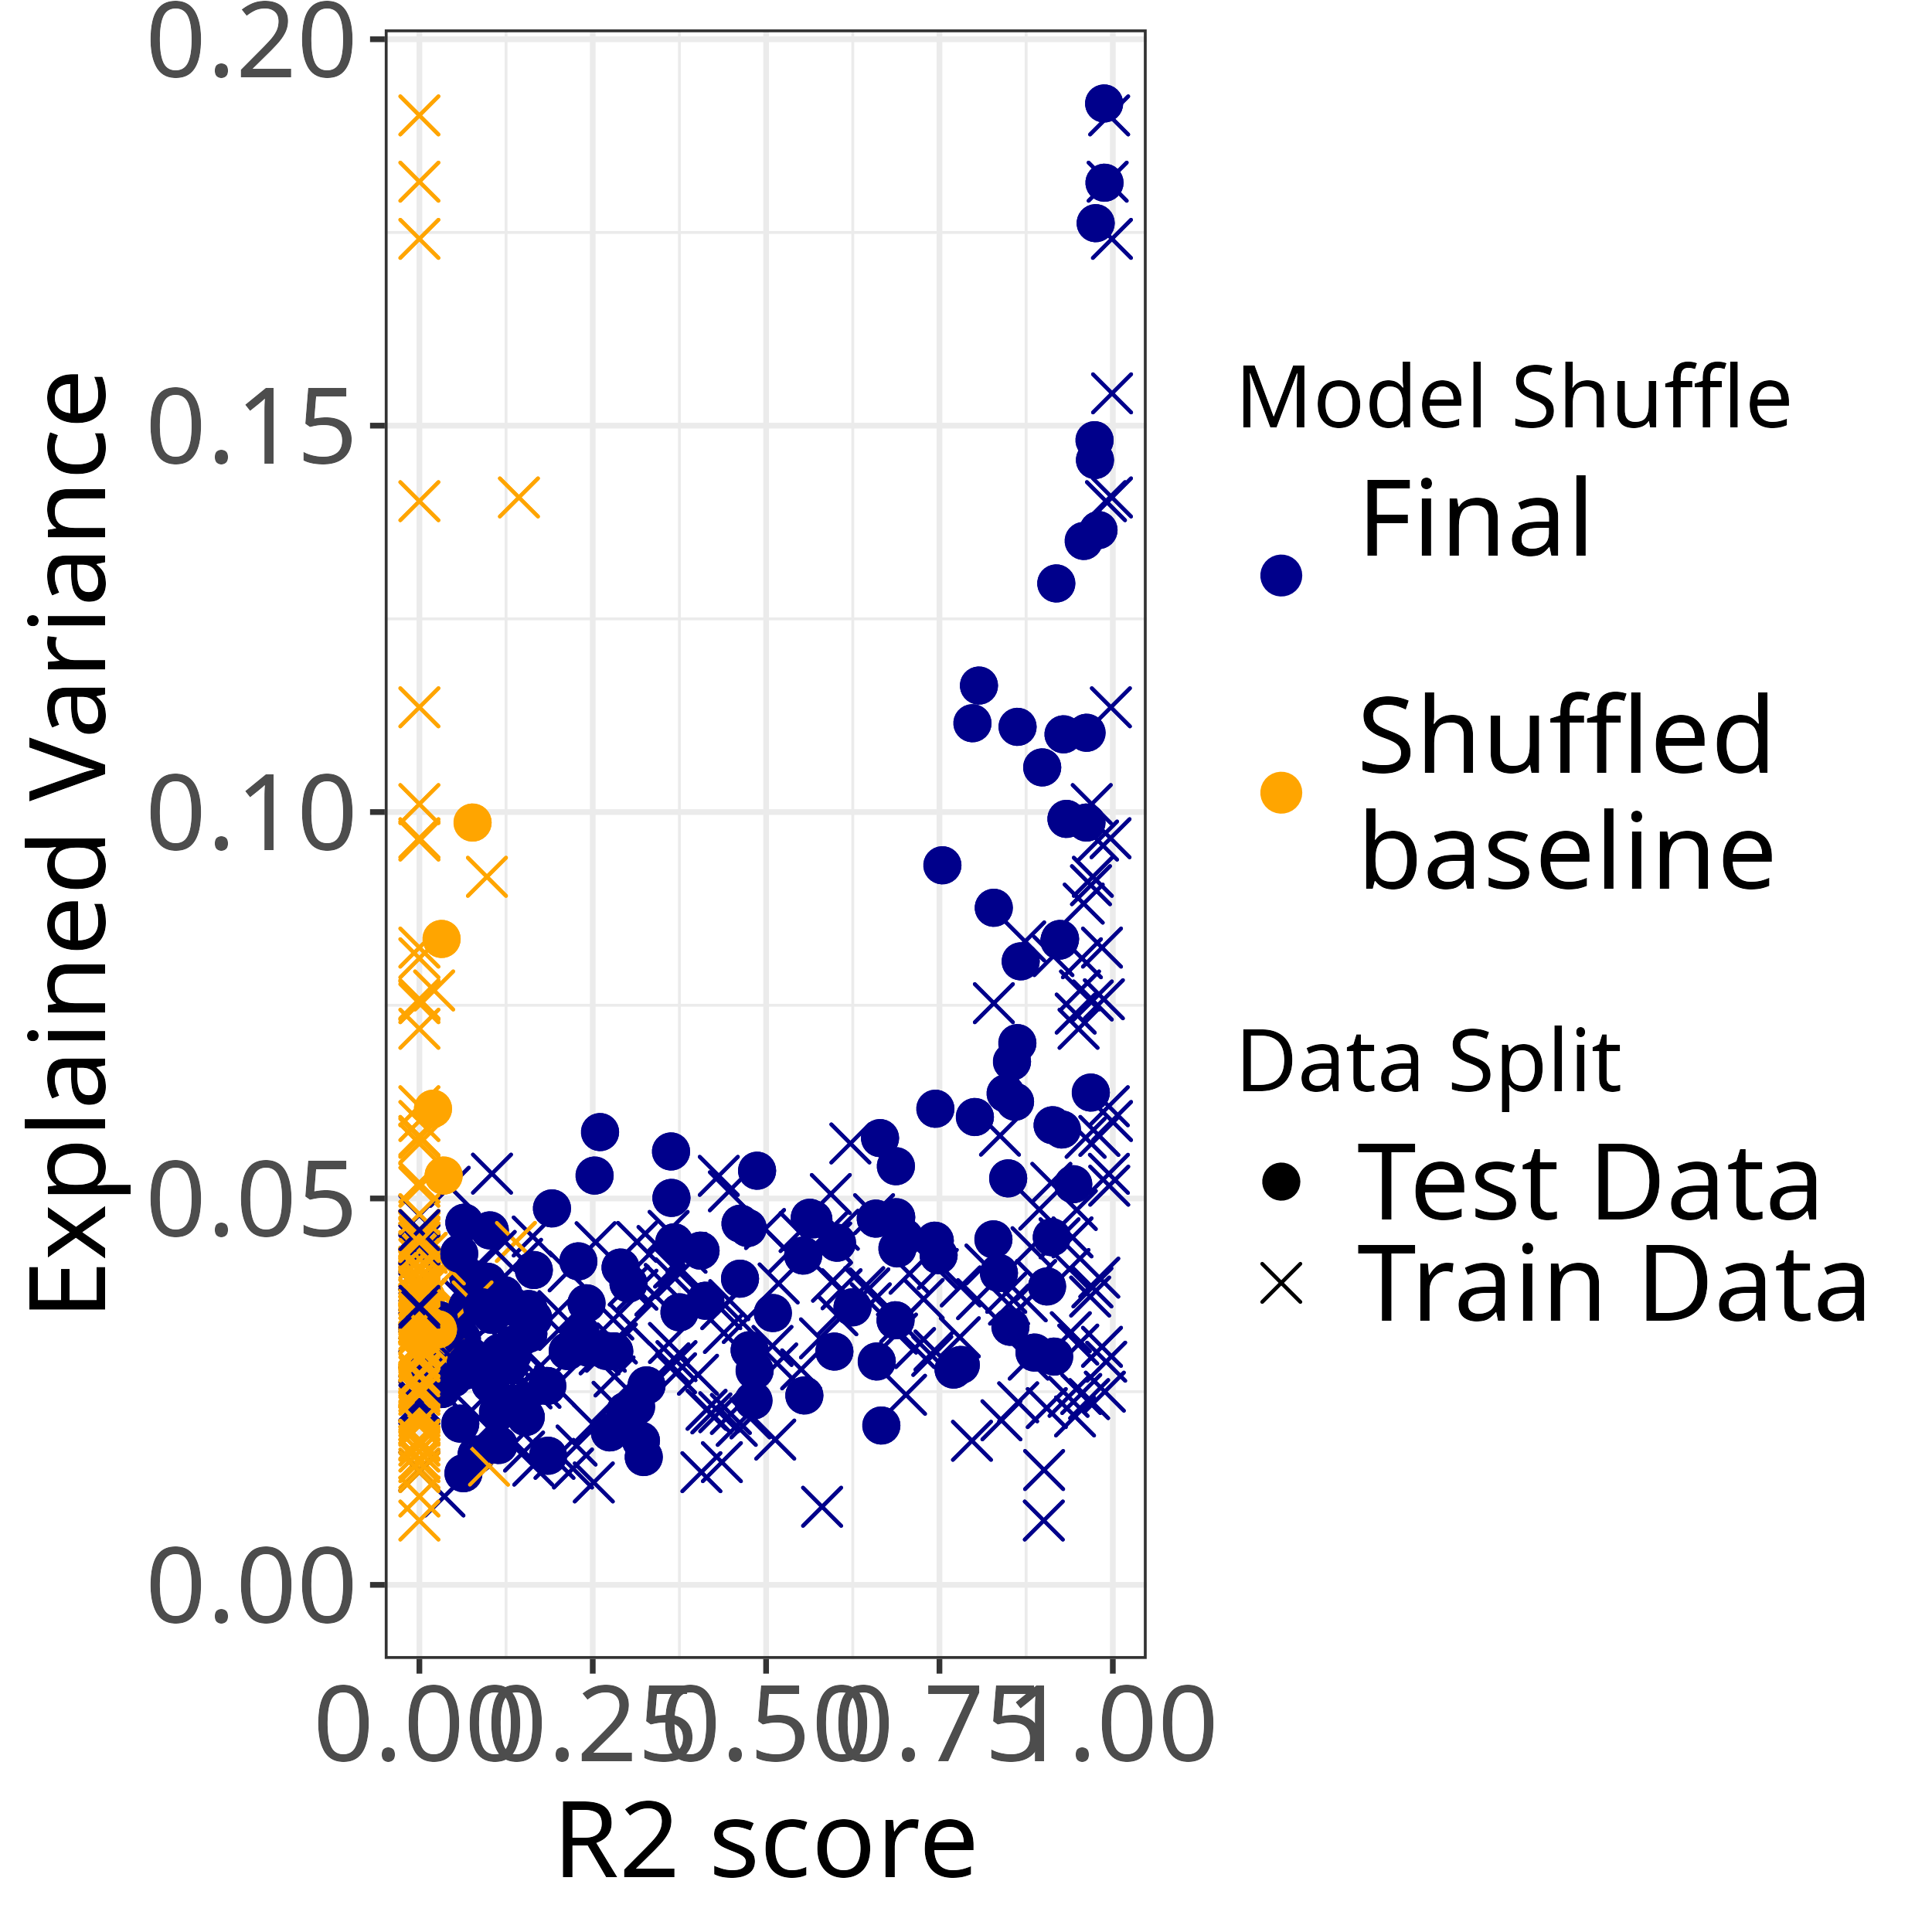 Explained Variance
0.20
0.15
0.10
0.05
0.00
0.00 0.25 0.50 0.75 1.00
R2 score
Model Shuffle
Final
Shuffled
baseline
Data Split
Test Data
Train Data